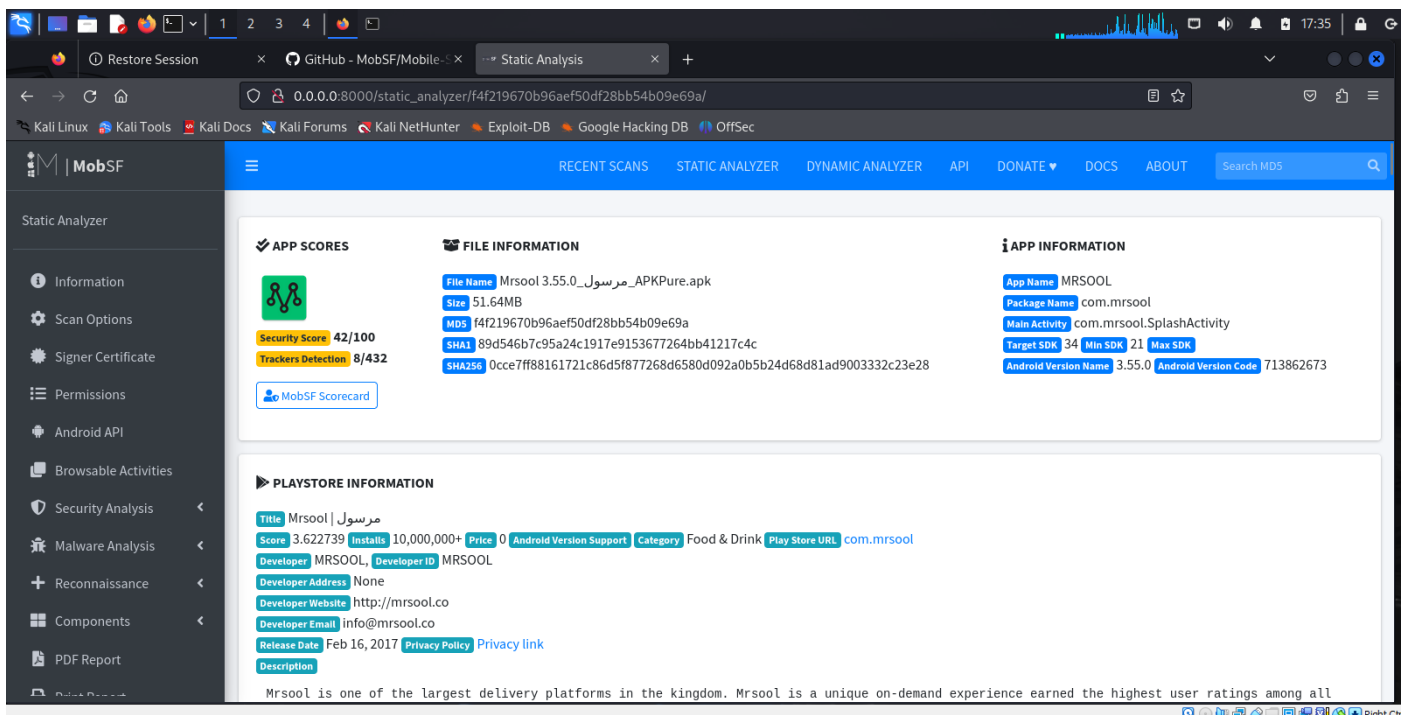 1 2 3 4 17:35
Restore Session × GitHub - MobSF/Mobile-S × Static Analysis × +
0.0.0.0:8000/static_analyzer/f4f219670b96aef50df28bb54b09e69a/
Kali Linux Kali Tools Kali Docs Kali Forums Kali NetHunter Exploit-DB Google Hacking DB OffSec
MobSF RECENT SCANS STATIC ANALYZER DYNAMIC ANALYZER API DONATE ♥ DOCS ABOUT Search MD5
Static Analyzer
Information
Scan Options
Signer Certificate
Permissions
Android API
Browsable Activities
Security Analysis
Malware Analysis
Reconnaissance
Components
PDF Report
Print Report
APP SCORES
Security Score 42/100
Trackers Detection 8/432
MobSF Scorecard
FILE INFORMATION
File Name Mrsool 3.55.0_مرسول_APKPure.apk
Size 51.64MB
MD5 f4f219670b96aef50df28bb54b09e69a
SHA1 89d546b7c95a24c1917e9153677264bb41217c4c
SHA256 0cce7ff88161721c86d5f877268d6580d092a0b5b24d68d81ad9003332c23e28
APP INFORMATION
App Name MRSOOL
Package Name com.mrsool
Main Activity com.mrsool.SplashActivity
Target SDK 34 Min SDK 21 Max SDK
Android Version Name 3.55.0 Android Version Code 713862673
PLAYSTORE INFORMATION
Title Mrsool | مرسول
Score 3.622739 Installs 10,000,000+ Price 0 Android Version Support Category Food & Drink Play Store URL com.mrsool
Developer MRSOOL, Developer ID MRSOOL
Developer Address None
Developer Website http://mrsool.co
Developer Email info@mrsool.co
Release Date Feb 16, 2017 Privacy Policy Privacy link
Description
Mrsool is one of the largest delivery platforms in the kingdom. Mrsool is a unique on-demand experience earned the highest user ratings among all
Right Ctrl